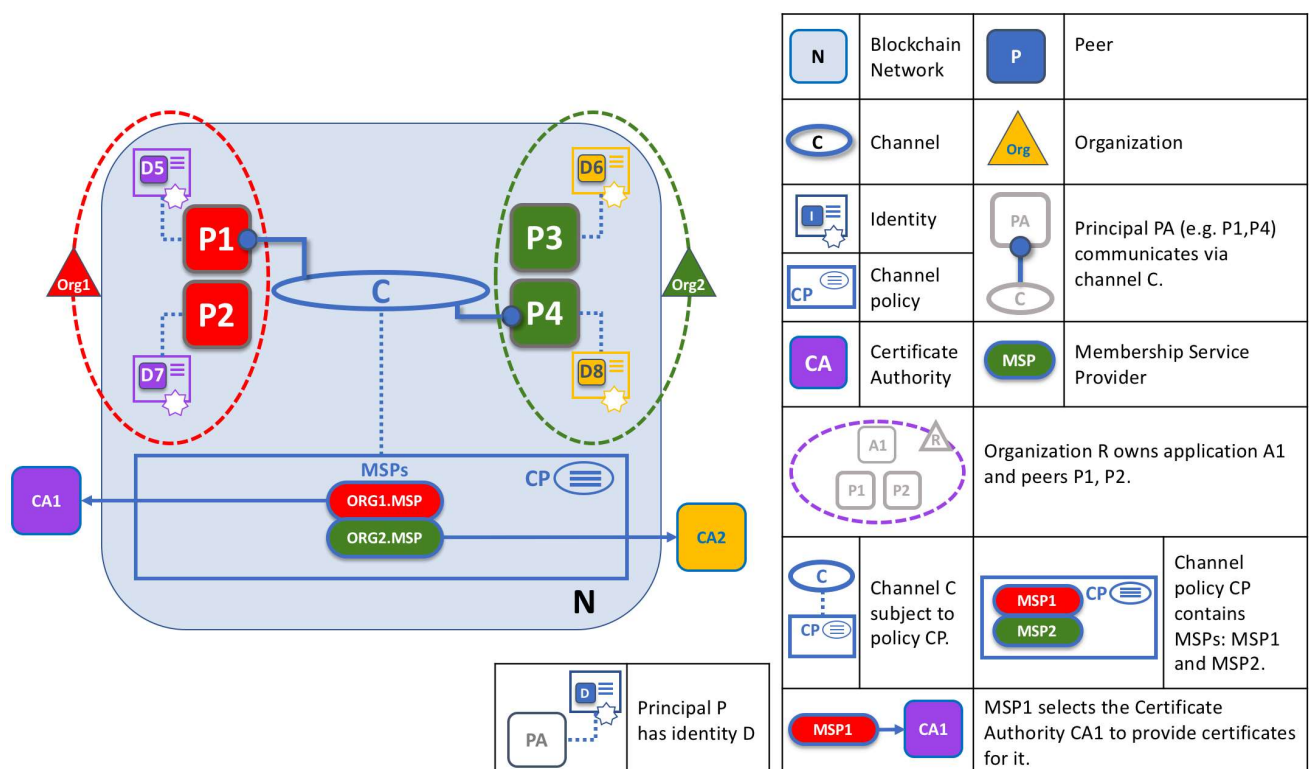 D5
P1
P2
D7
Org1
C
D6
P3
P4
D8
Org2
MSPs
CP
ORG1.MSP
ORG2.MSP
CA1
CA2
N
PA
D
Principal P
has identity D
N
Blockchain
Network
P
Peer
C
Channel
Org
Organization
I
Identity
CP
Channel
policy
PA
C
Principal PA (e.g. P1,P4)
communicates via
channel C.
CA
Certificate
Authority
MSP
Membership Service
Provider
A1
R
P1
P2
Organization R owns application A1
and peers P1, P2.
C
CP
Channel C
subject to
policy CP.
MSP1
MSP2
CP
Channel
policy CP
contains
MSPs: MSP1
and MSP2.
MSP1
CA1
MSP1 selects the Certificate
Authority CA1 to provide certificates
for it.